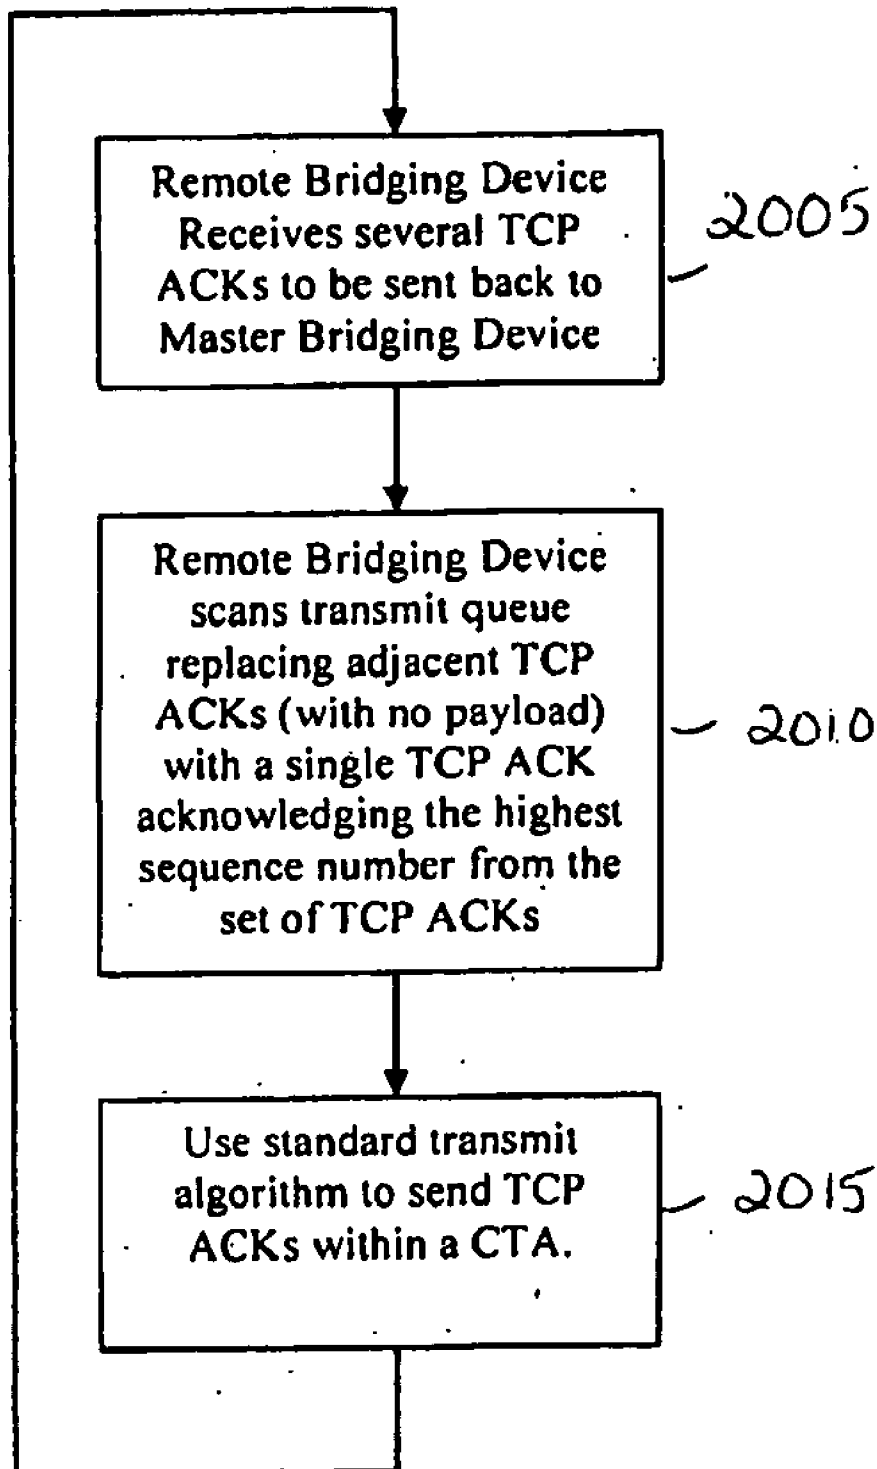 Remote Bridging Device
Receives several TCP
ACKs to be sent back to
Master Bridging Device
2005
Remote Bridging Device
scans transmit queue
replacing adjacent TCP
ACKs (with no payload)
with a single TCP ACK
acknowledging the highest
sequence number from the
set of TCP ACKs
2010
Use standard transmit
algorithm to send TCP
ACKs within a CTA.
2015